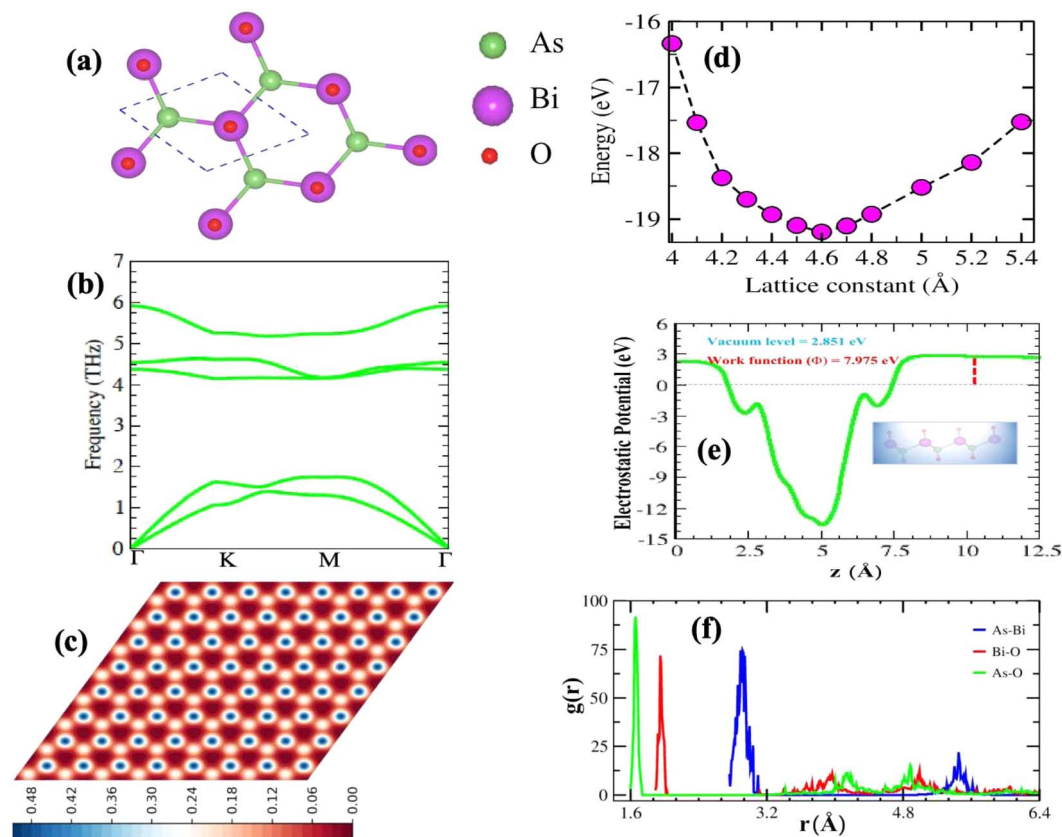 (a)
As
Bi
O
(b)
7
6
5
4
3
2
1
0
Frequency (THz)
Γ K M Γ
(c)
0.48 0.42 0.36 0.30 0.24 0.18 0.12 0.06 0.00
(d)
-16
-17
-18
-19
Energy (eV)
4 4.2 4.4 4.6 4.8 5 5.2 5.4
Lattice constant (Å)
6
3
0
-3
-6
-9
-12
-15
Electrostatic Potential (eV)
Vacuum level = 2.851 eV
Work function (Φ) = 7.975 eV
(e)
0 2.5 5 7.5 10 12.5
z (Å)
100
75
50
25
0
g(r)
(f)
As-Bi
Bi-O
As-O
1.6 3.2 4.8 6.4
r(Å)